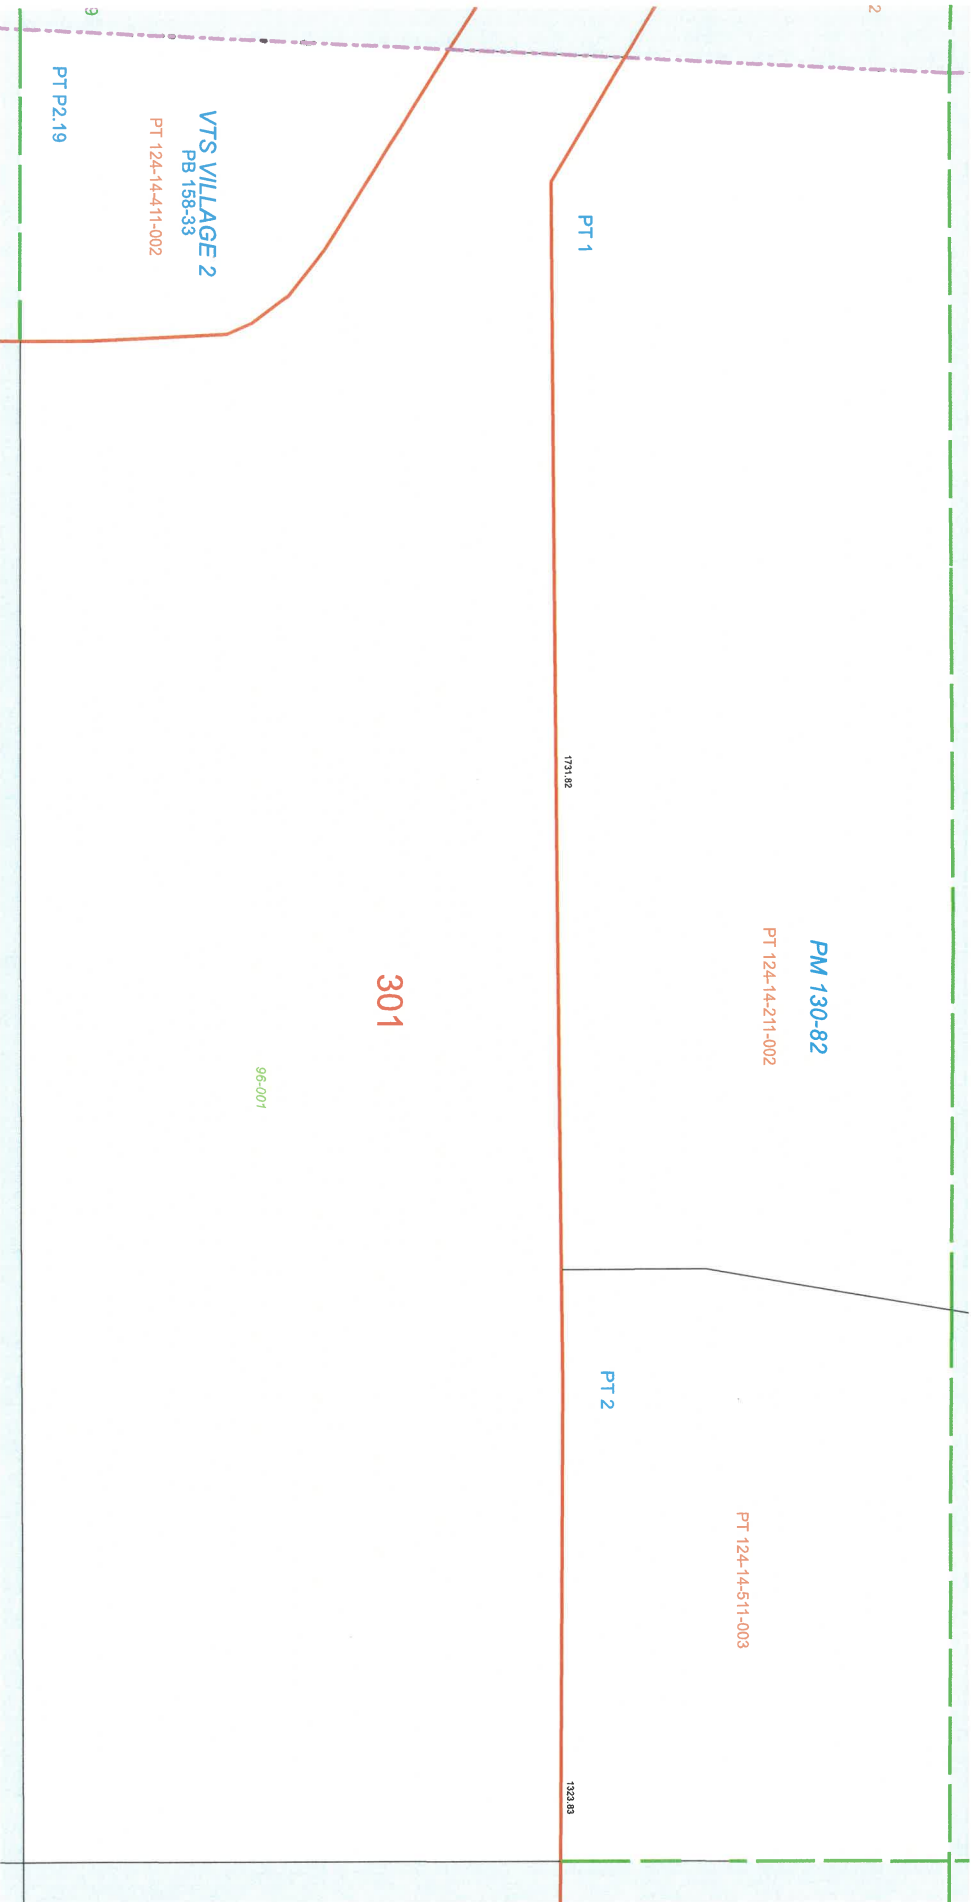 2
9
PT P2.19
VTS VILLAGE 2
PB 158-33
PT 124-14-411-002
PT 1
1731.82
PM 130-82
PT 124-14-211-002
301
96-001
PT 2
PT 124-14-511-003
1323.83